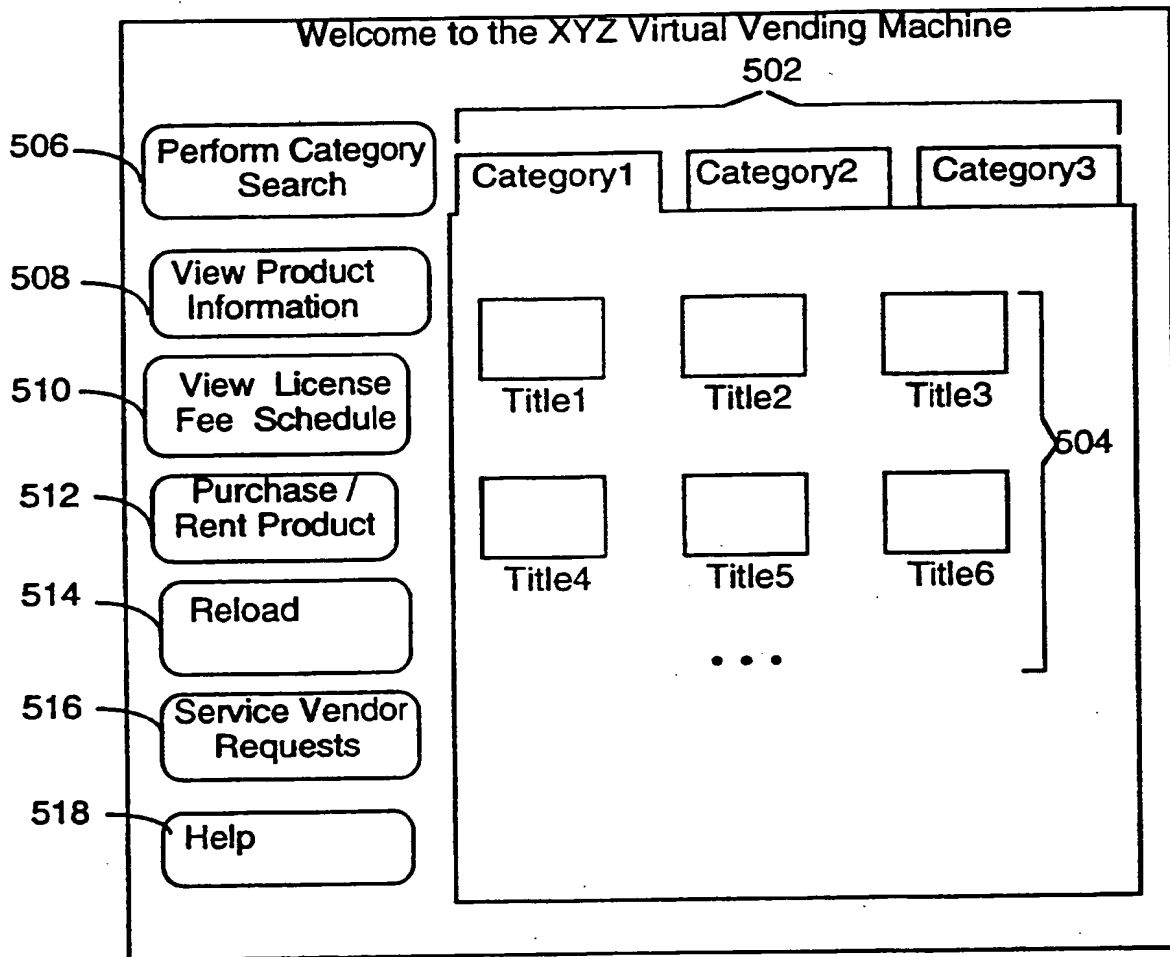 Welcome to the XYZ Virtual Vending Machine
502
506
Perform Category
Search
Category1
Category2
Category3
508
View Product
Information
510
View License
Fee Schedule
Title1
Title2
Title3
504
512
Purchase /
Rent Product
Title4
Title5
Title6
514
Reload
• • •
516
Service Vendor
Requests
518
Help